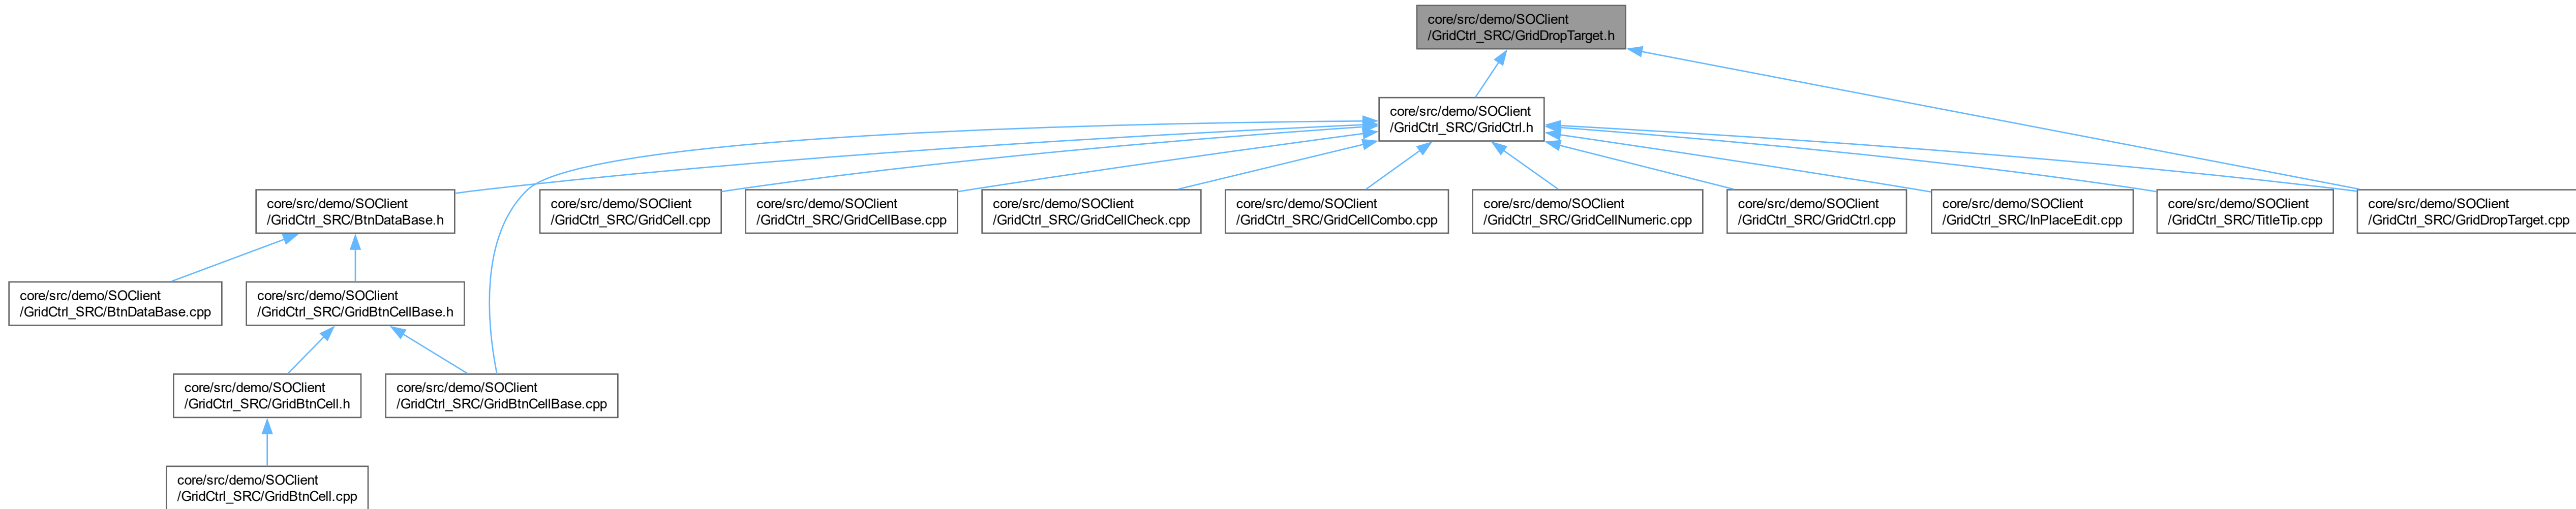 core/src/demo/SOClient
/GridCtrl_SRC/GridDropTarget.h
core/src/demo/SOClient
/GridCtrl_SRC/GridCtrl.h
core/src/demo/SOClient
/GridCtrl_SRC/BtnDataBase.h
core/src/demo/SOClient
/GridCtrl_SRC/GridCell.cpp
core/src/demo/SOClient
/GridCtrl_SRC/GridCellBase.cpp
core/src/demo/SOClient
/GridCtrl_SRC/GridCellCheck.cpp
core/src/demo/SOClient
/GridCtrl_SRC/GridCellCombo.cpp
core/src/demo/SOClient
/GridCtrl_SRC/GridCellNumeric.cpp
core/src/demo/SOClient
/GridCtrl_SRC/GridCtrl.cpp
core/src/demo/SOClient
/GridCtrl_SRC/InPlaceEdit.cpp
core/src/demo/SOClient
/GridCtrl_SRC/TitleTip.cpp
core/src/demo/SOClient
/GridCtrl_SRC/GridDropTarget.cpp
core/src/demo/SOClient
/GridCtrl_SRC/BtnDataBase.cpp
core/src/demo/SOClient
/GridCtrl_SRC/GridBtnCellBase.h
core/src/demo/SOClient
/GridCtrl_SRC/GridBtnCell.h
core/src/demo/SOClient
/GridCtrl_SRC/GridBtnCellBase.cpp
core/src/demo/SOClient
/GridCtrl_SRC/GridBtnCell.cpp